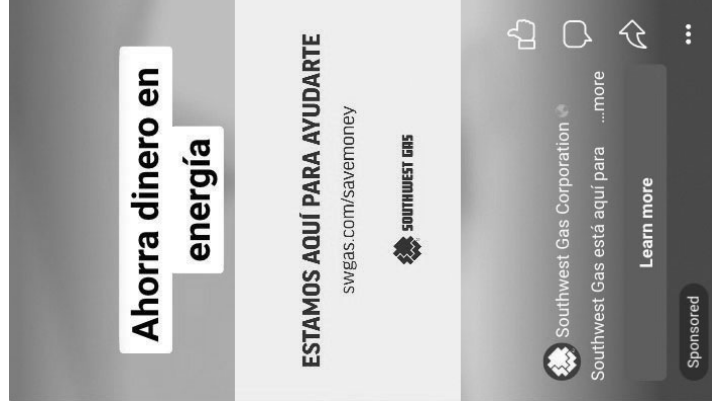 Ahorra dinero en
energía
ESTAMOS AQUÍ PARA AYUDARTE
swgas.com/savemoney
SOUTHWEST GAS
Southwest Gas Corporation
Southwest Gas está aquí para ...more
Learn more
Sponsored